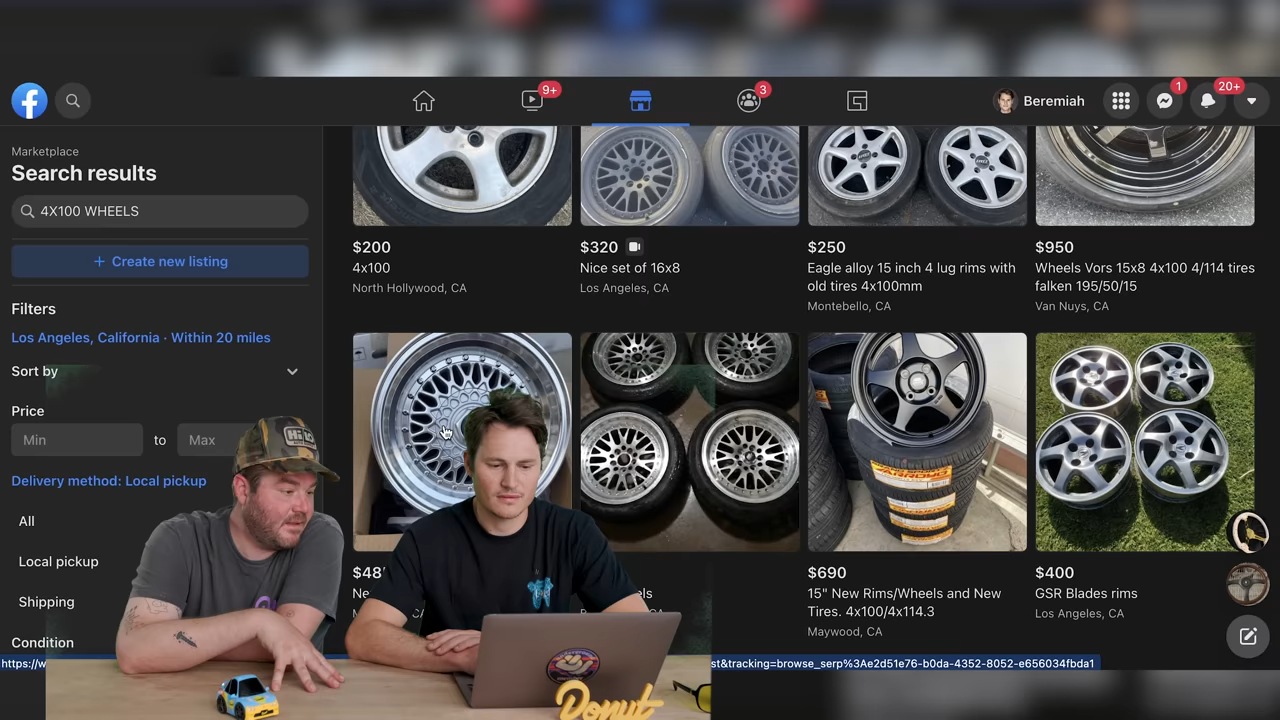 9+
3
Beremiah
1
20+
Marketplace
Search results
4X100 WHEELS
+ Create new listing
Filters
Los Angeles, California · Within 20 miles
Sort by
Price
Min
to
Max
Delivery method: Local pickup
All
Local pickup
Shipping
Condition
$200
4x100
North Hollywood, CA
$320
Nice set of 16x8
Los Angeles, CA
$250
Eagle alloy 15 inch 4 lug rims with
old tires 4x100mm
Montebello, CA
$950
Wheels Vors 15x8 4x100 4/114 tires
falken 195/50/15
Van Nuys, CA
$690
15" New Rims/Wheels and New
Tires. 4x100/4x114.3
Maywood, CA
$400
GSR Blades rims
Los Angeles, CA
https://w
st&tracking=browse_serp%3Ae2d51e76-b0da-4352-8052-e656034fbda1
Donut